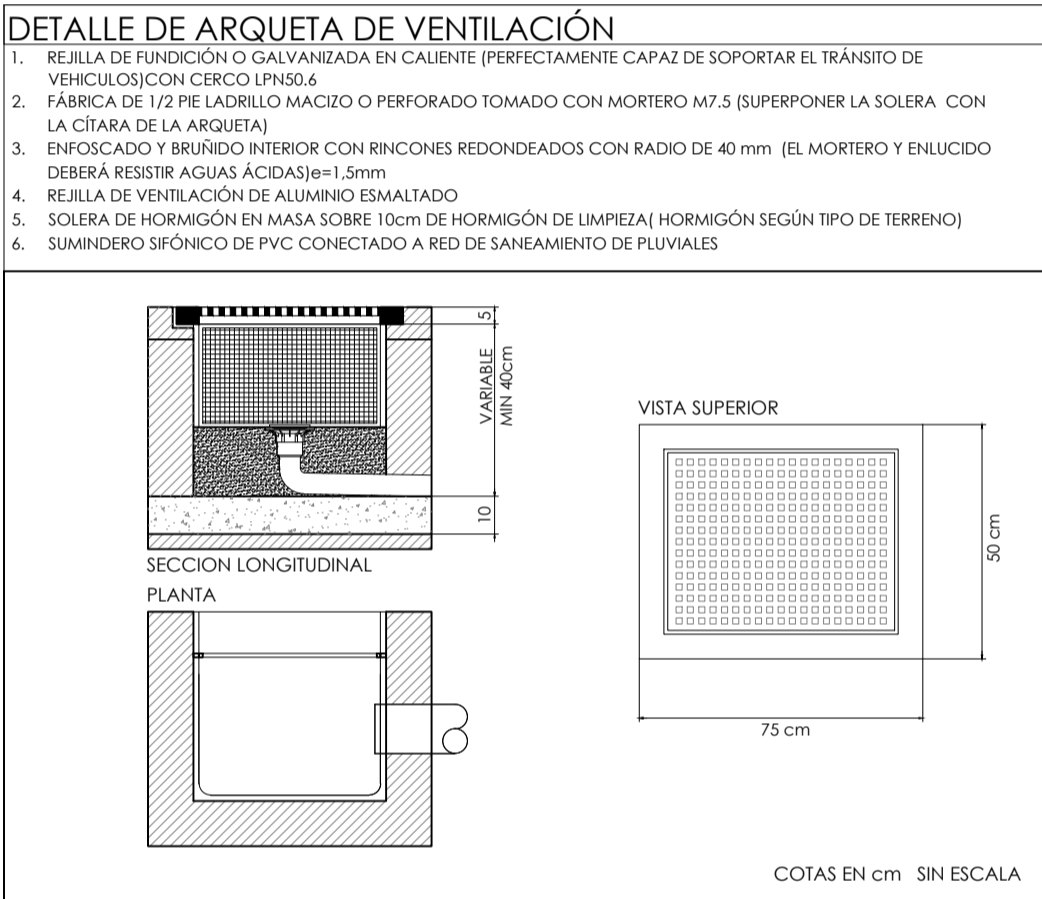 DETALLE DE ARQUETA DE VENTILACIÓN
1. REJILLA DE FUNDICIÓN O GALVANIZADA EN CALIENTE (PERFECTAMENTE CAPAZ DE SOPORTAR EL TRÁNSITO DE
VEHICULOS)CON CERCO LPN50.6
2. FÁBRICA DE 1/2 PIE LADRILLO MACIZO O PERFORADO TOMADO CON MORTERO M7.5 (SUPERPONER LA SOLERA CON
LA CÍTARA DE LA ARQUETA)
3. ENFOSCADO Y BRUÑIDO INTERIOR CON RINCONES REDONDEADOS CON RADIO DE 40 mm (EL MORTERO Y ENLUCIDO
DEBERÁ RESISTIR AGUAS ÁCIDAS)e=1,5mm
4. REJILLA DE VENTILACIÓN DE ALUMINIO ESMALTADO
5. SOLERA DE HORMIGÓN EN MASA SOBRE 10cm DE HORMIGÓN DE LIMPIEZA( HORMIGÓN SEGÚN TIPO DE TERRENO)
6. SUMINDERO SIFÓNICO DE PVC CONECTADO A RED DE SANEAMIENTO DE PLUVIALES
5
VARIABLE
MIN 40cm
10
SECCION LONGITUDINAL
PLANTA
VISTA SUPERIOR
50 cm
75 cm
COTAS EN cm SIN ESCALA